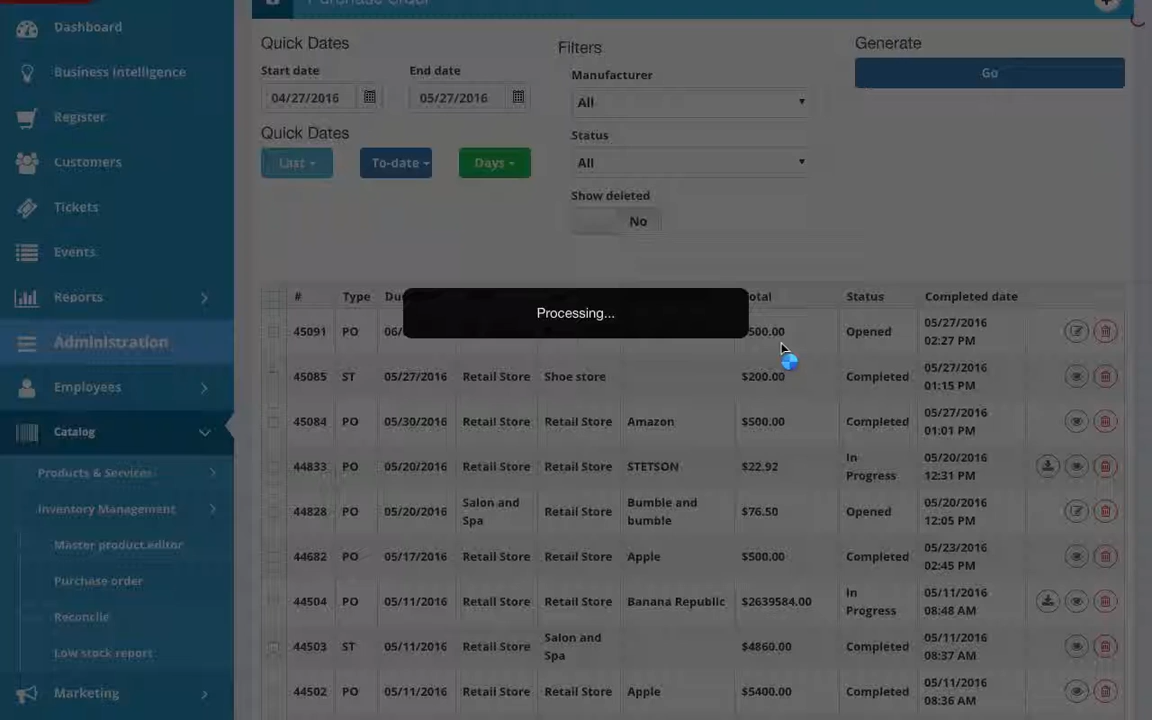 Purchase Order
Dashboard
Business Intelligence
Register
Customers
Tickets
Events
Reports
Administration
Employees
Catalog
Products & Services
Inventory Management
Master product editor
Purchase order
Reconcile
Low stock report
Marketing
Quick Dates
Start date
End date
04/27/2016
05/27/2016
Quick Dates
Last
To-date
Days
Filters
Manufacturer
All
Status
All
Show deleted
No
Generate
Go
Processing...
# Type Total Status Completed date
45091 PO 06/ $500.00 Opened 05/27/2016 02:27 PM
45085 ST 05/27/2016 Retail Store Shoe store $200.00 Completed 05/27/2016 01:15 PM
45084 PO 05/30/2016 Retail Store Retail Store Amazon $500.00 Completed 05/27/2016 01:01 PM
44833 PO 05/20/2016 Retail Store Retail Store STETSON $22.92 In Progress 05/20/2016 12:31 PM
44828 PO 05/20/2016 Salon and Spa Retail Store Bumble and bumble $76.50 Opened 05/20/2016 12:05 PM
44682 PO 05/17/2016 Retail Store Retail Store Apple $500.00 Completed 05/23/2016 02:45 PM
44504 PO 05/11/2016 Retail Store Retail Store Banana Republic $2639584.00 In Progress 05/11/2016 08:48 AM
44503 ST 05/11/2016 Retail Store Salon and Spa $4860.00 Completed 05/11/2016 08:37 AM
44502 PO 05/11/2016 Retail Store Retail Store Apple $5400.00 Completed 05/11/2016 08:36 AM